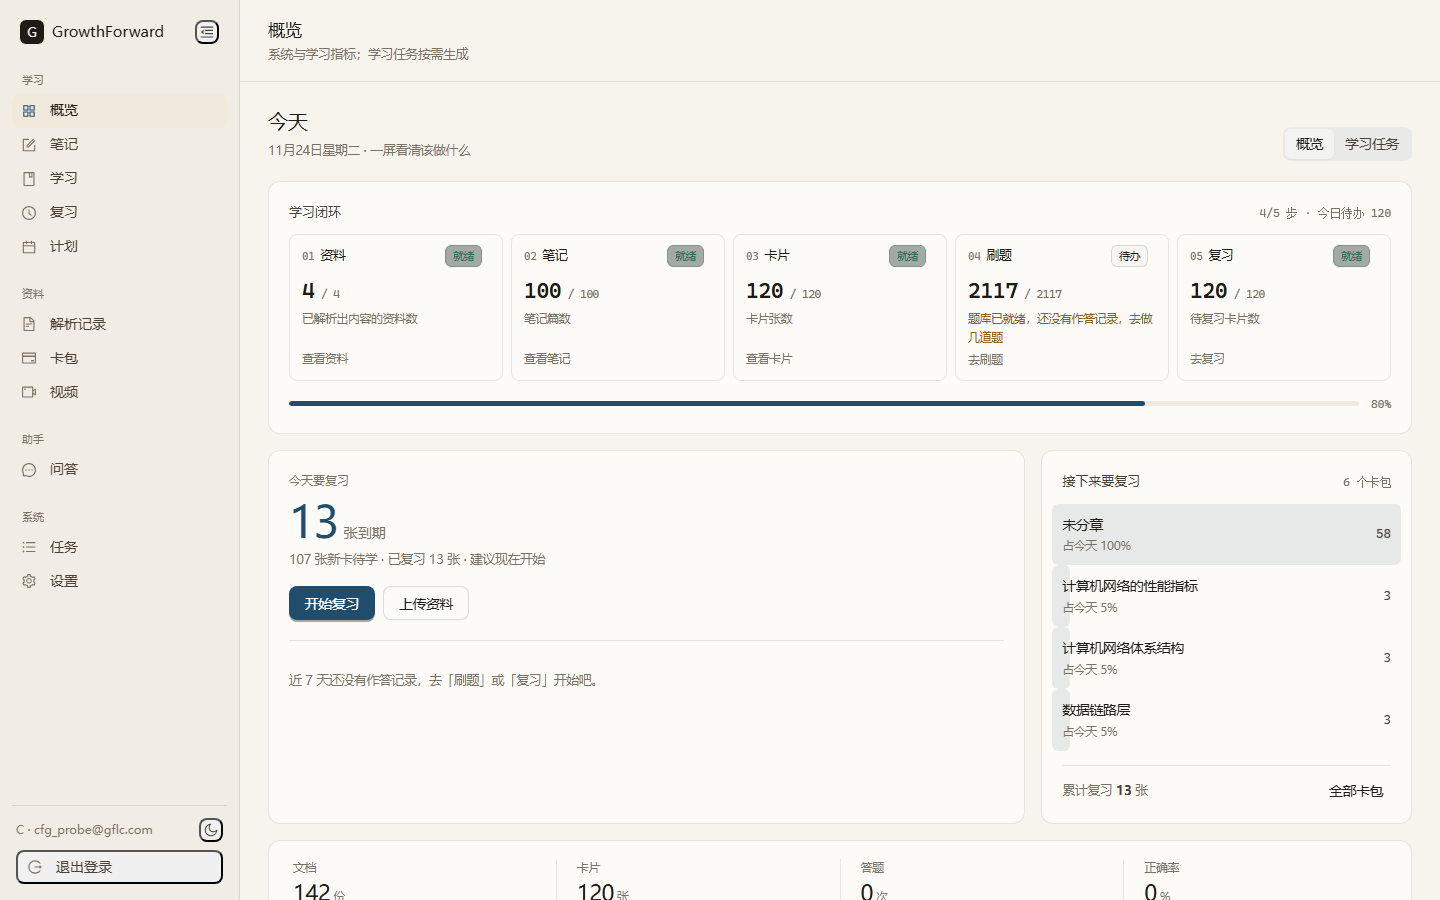 G GrowthForward
学习
概览
笔记
学习
复习
计划
资料
解析记录
卡包
视频
助手
问答
系统
任务
设置
C · cfg_probe@gflc.com
退出登录
概览
系统与学习指标；学习任务按需生成
今天
11月24日星期二 · 一屏看清该做什么
概览 学习任务
学习闭环
4/5 步 · 今日待办 120
01 资料 就绪
4 / 4
已解析出内容的资料数
查看资料
02 笔记 就绪
100 / 100
笔记篇数
查看笔记
03 卡片 就绪
120 / 120
卡片张数
查看卡片
04 刷题 待办
2117 / 2117
题库已就绪，还没有作答记录，去做
几道题
去刷题
05 复习 就绪
120 / 120
待复习卡片数
去复习
80%
今天要复习
13 张到期
107 张新卡待学 · 已复习 13 张 · 建议现在开始
开始复习 上传资料
近 7 天还没有作答记录，去「刷题」或「复习」开始吧。
接下来要复习 6 个卡包
未分章 58
占今天 100%
计算机网络的性能指标 3
占今天 5%
计算机网络体系结构 3
占今天 5%
数据链路层 3
占今天 5%
累计复习 13 张 全部卡包
文档
142 份
卡片
120 张
答题
0 次
正确率
0 %